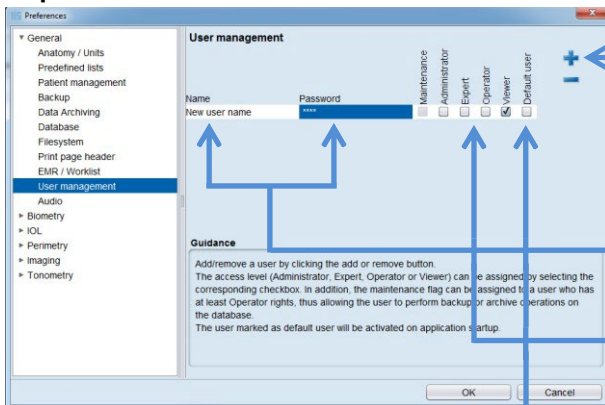 Preferences
General
Anatomy / Units
Predefined lists
Patient management
Backup
Data Archiving
Database
Filesystem
Print page header
EMR / Worklist
User management
Audio
Biometry
IOL
Perimetry
Imaging
Tonometry
User management
Name
Password
Maintenance
Administrator
Expert
Operator
Viewer
Default user
New user name
****
Guidance
Add/remove a user by clicking the add or remove button.
The access level (Administrator, Expert, Operator or Viewer) can be assigned by selecting the
corresponding checkbox. In addition, the maintenance flag can be assigned to a user who has
at least Operator rights, thus allowing the user to perform backup or archive operations on
the database.
The user marked as default user will be activated on application startup.
OK
Cancel